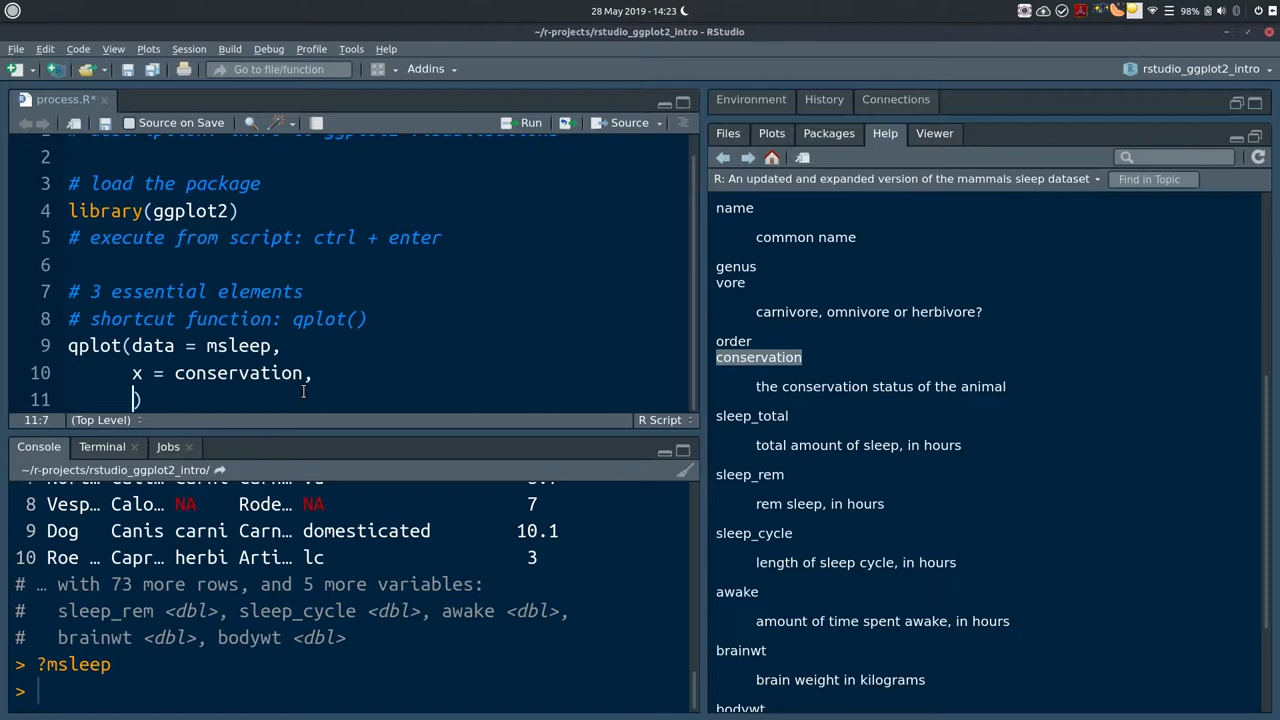 28 May 2019 - 14:23
98%
~/r-projects/rstudio_ggplot2_intro - RStudio
File Edit Code View Plots Session Build Debug Profile Tools Help
Go to file/function
Addins
rstudio_ggplot2_intro
process.R*
Source on Save
Run
Source
2
3 # load the package
4 library(ggplot2)
5 # execute from script: ctrl + enter
6
7 # 3 essential elements
8 # shortcut function: qplot()
9 qplot(data = msleep,
10 x = conservation,
11 )
11:7 (Top Level)
R Script
Console Terminal Jobs
~/r-projects/rstudio_ggplot2_intro/
8 Vesp… Calo… NA Rode… NA 7
9 Dog Canis carni Carn… domesticated 10.1
10 Roe … Capr… herbi Arti… lc 3
# … with 73 more rows, and 5 more variables:
# sleep_rem <dbl>, sleep_cycle <dbl>, awake <dbl>,
# brainwt <dbl>, bodywt <dbl>
> ?msleep
>
Environment History Connections
Files Plots Packages Help Viewer
R: An updated and expanded version of the mammals sleep dataset
Find in Topic
name
common name
genus
vore
carnivore, omnivore or herbivore?
order
conservation
the conservation status of the animal
sleep_total
total amount of sleep, in hours
sleep_rem
rem sleep, in hours
sleep_cycle
length of sleep cycle, in hours
awake
amount of time spent awake, in hours
brainwt
brain weight in kilograms
bodywt